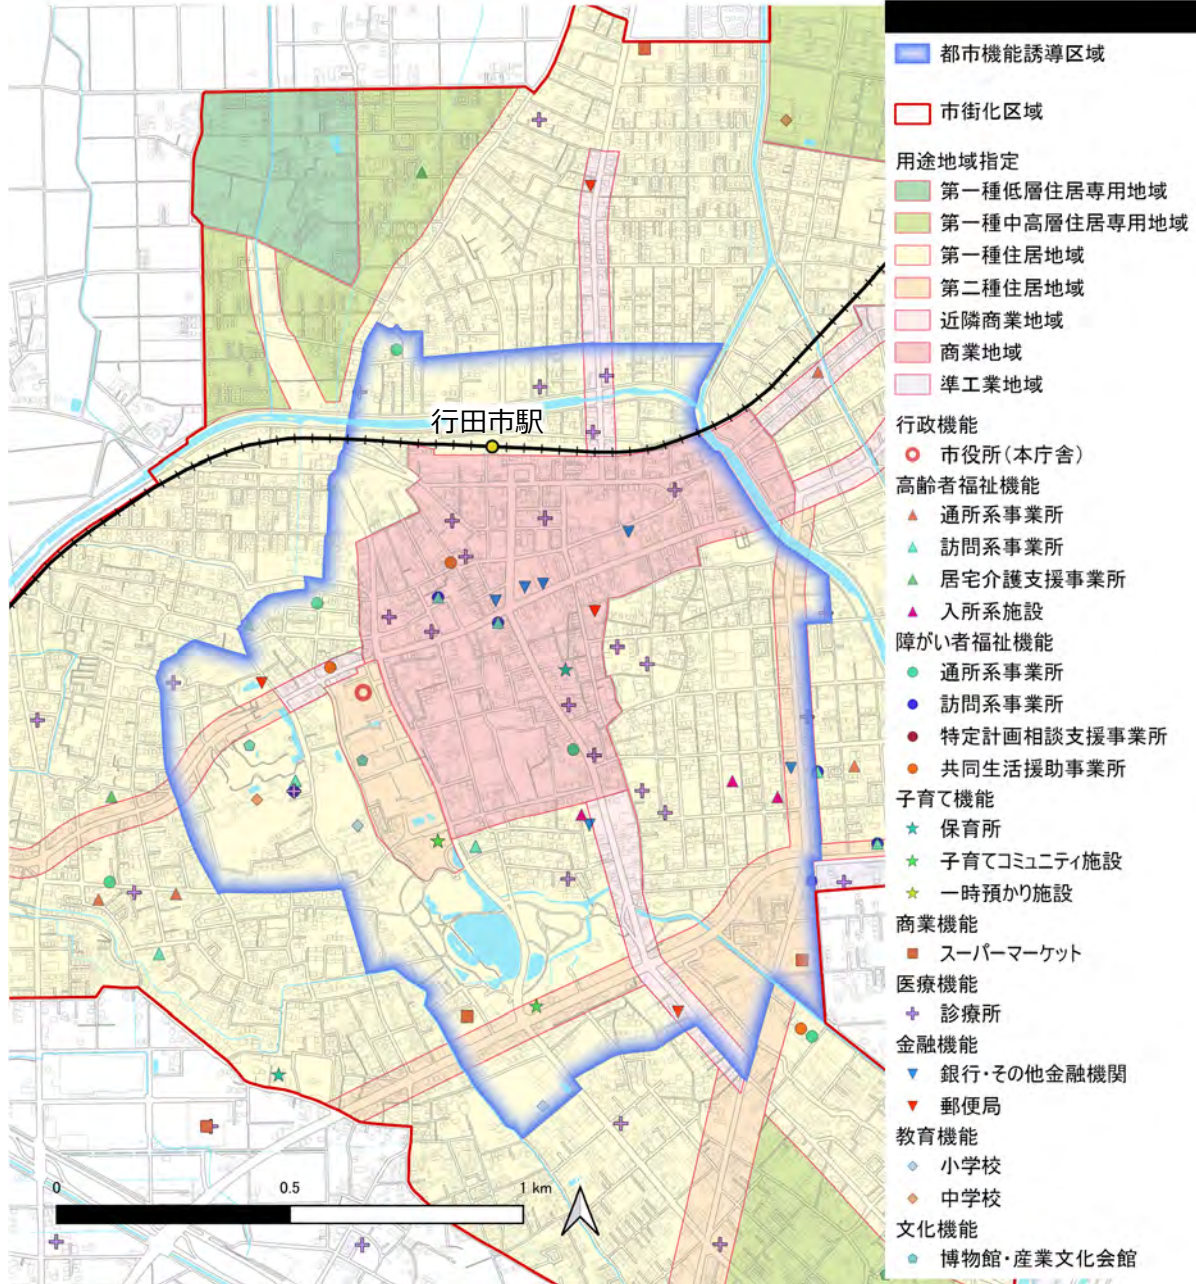 行田市駅
0
0.5
1 km
都市機能誘導区域
市街化区域
用途地域指定
第一種低層住居専用地域
第一種中高層住居専用地域
第一種住居地域
第二種住居地域
近隣商業地域
商業地域
準工業地域
行政機能
市役所(本庁舎)
高齢者福祉機能
通所系事業所
訪問系事業所
居宅介護支援事業所
入所系施設
障がい者福祉機能
通所系事業所
訪問系事業所
特定計画相談支援事業所
共同生活援助事業所
子育て機能
保育所
子育てコミュニティ施設
一時預かり施設
商業機能
スーパーマーケット
医療機能
診療所
金融機能
銀行・その他金融機関
郵便局
教育機能
小学校
中学校
文化機能
博物館・産業文化会館